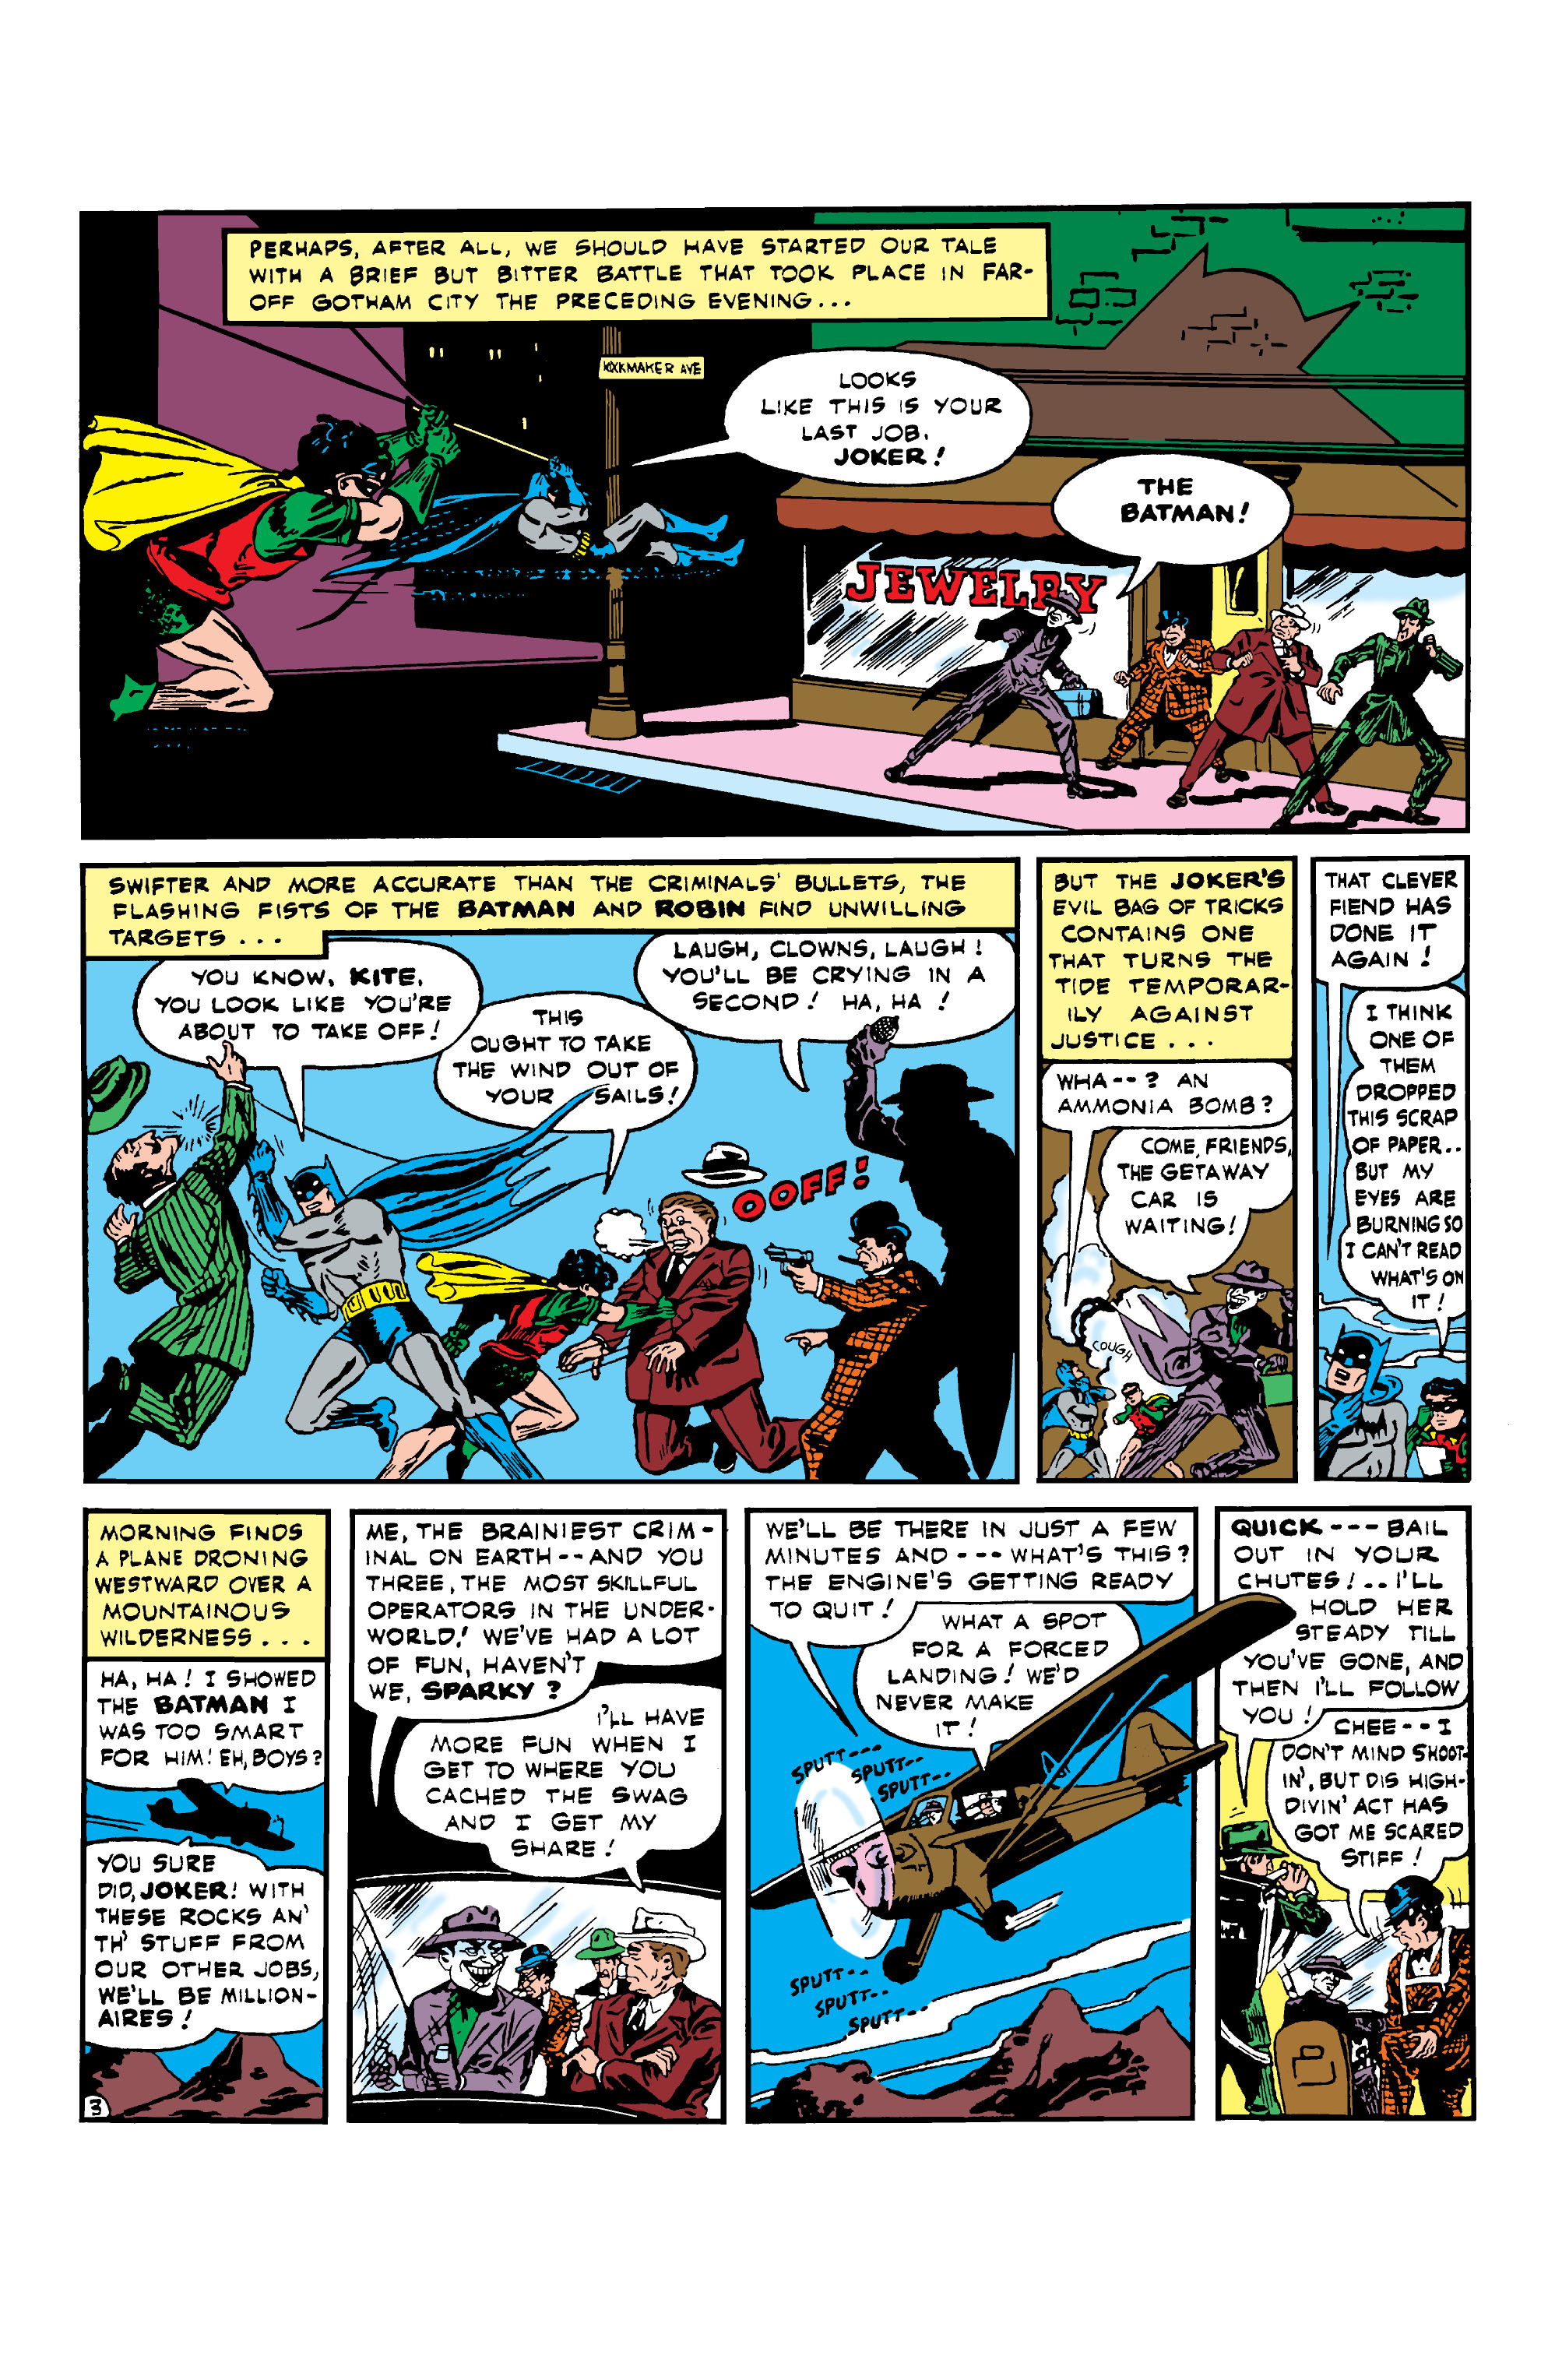 PERHAPS, AFTER ALL, WE SHOULD HAVE STARTED OUR TALE
WITH A BRIEF BUT BITTER BATTLE THAT TOOK PLACE IN FAR-
OFF GOTHAM CITY THE PRECEDING EVENING...
AVE
LOOKS
LIKE THIS IS YOUR
LAST JOB,
JOKER!
THE
BATMAN!
JEWELRY
SWIFTER AND MORE ACCURATE THAN THE CRIMINALS' BULLETS, THE
FLASHING FISTS OF THE BATMAN AND ROBIN FIND UNWILLING
TARGETS...
YOU KNOW, KITE,
YOU LOOK LIKE YOU'RE
ABOUT TO TAKE OFF!
THIS
OUGHT TO TAKE
THE WIND OUT OF
YOUR SAILS!
LAUGH, CLOWNS, LAUGH!
YOU'LL BE CRYING IN A
SECOND! HA, HA!
OOFF!
BUT THE JOKER'S
EVIL BAG OF TRICKS
CONTAINS ONE
THAT TURNS THE
TIDE TEMPORAR-
ILY AGAINST
JUSTICE...
WHA--? AN
AMMONIA BOMB?
COME, FRIENDS,
THE GETAWAY
CAR IS
WAITING!
COUGH
THAT CLEVER
FIEND HAS
DONE IT
AGAIN!
I THINK
ONE OF
THEM
DROPPED
THIS SCRAP
OF PAPER..
BUT MY
EYES ARE
BURNING SO
I CAN'T READ
WHAT'S ON
IT!
MORNING FINDS
A PLANE DRONING
WESTWARD OVER A
MOUNTAINOUS
WILDERNESS...
HA, HA! I SHOWED
THE BATMAN I
WAS TOO SMART
FOR HIM! EH, BOYS?
YOU SURE
DID, JOKER! WITH
THESE ROCKS AN'
TH' STUFF FROM
OUR OTHER JOBS,
WE'LL BE MILLION-
AIRES!
3
ME, THE BRAINIEST CRIM-
INAL ON EARTH--AND YOU
THREE, THE MOST SKILLFUL
OPERATORS IN THE UNDER-
WORLD! WE'VE HAD A LOT
OF FUN, HAVEN'T
WE, SPARKY?
I'LL HAVE
MORE FUN WHEN I
GET TO WHERE YOU
CACHED THE SWAG
AND I GET MY
SHARE!
WE'LL BE THERE IN JUST A FEW
MINUTES AND---WHAT'S THIS?
THE ENGINE'S GETTING READY
TO QUIT!
WHAT A SPOT
FOR A FORCED
LANDING! WE'D
NEVER MAKE
IT!
SPUTT---
SPUTT--
SPUTT--
SPUTT--
SPUTT--
SPUTT--
QUICK---BAIL
OUT IN YOUR
CHUTES!..I'LL
HOLD HER
STEADY TILL
YOU'VE GONE, AND
THEN I'LL FOLLOW
YOU!
CHEE--I
DON'T MIND SHOOT-
IN', BUT DIS HIGH-
DIVIN' ACT HAS
GOT ME SCARED
STIFF!